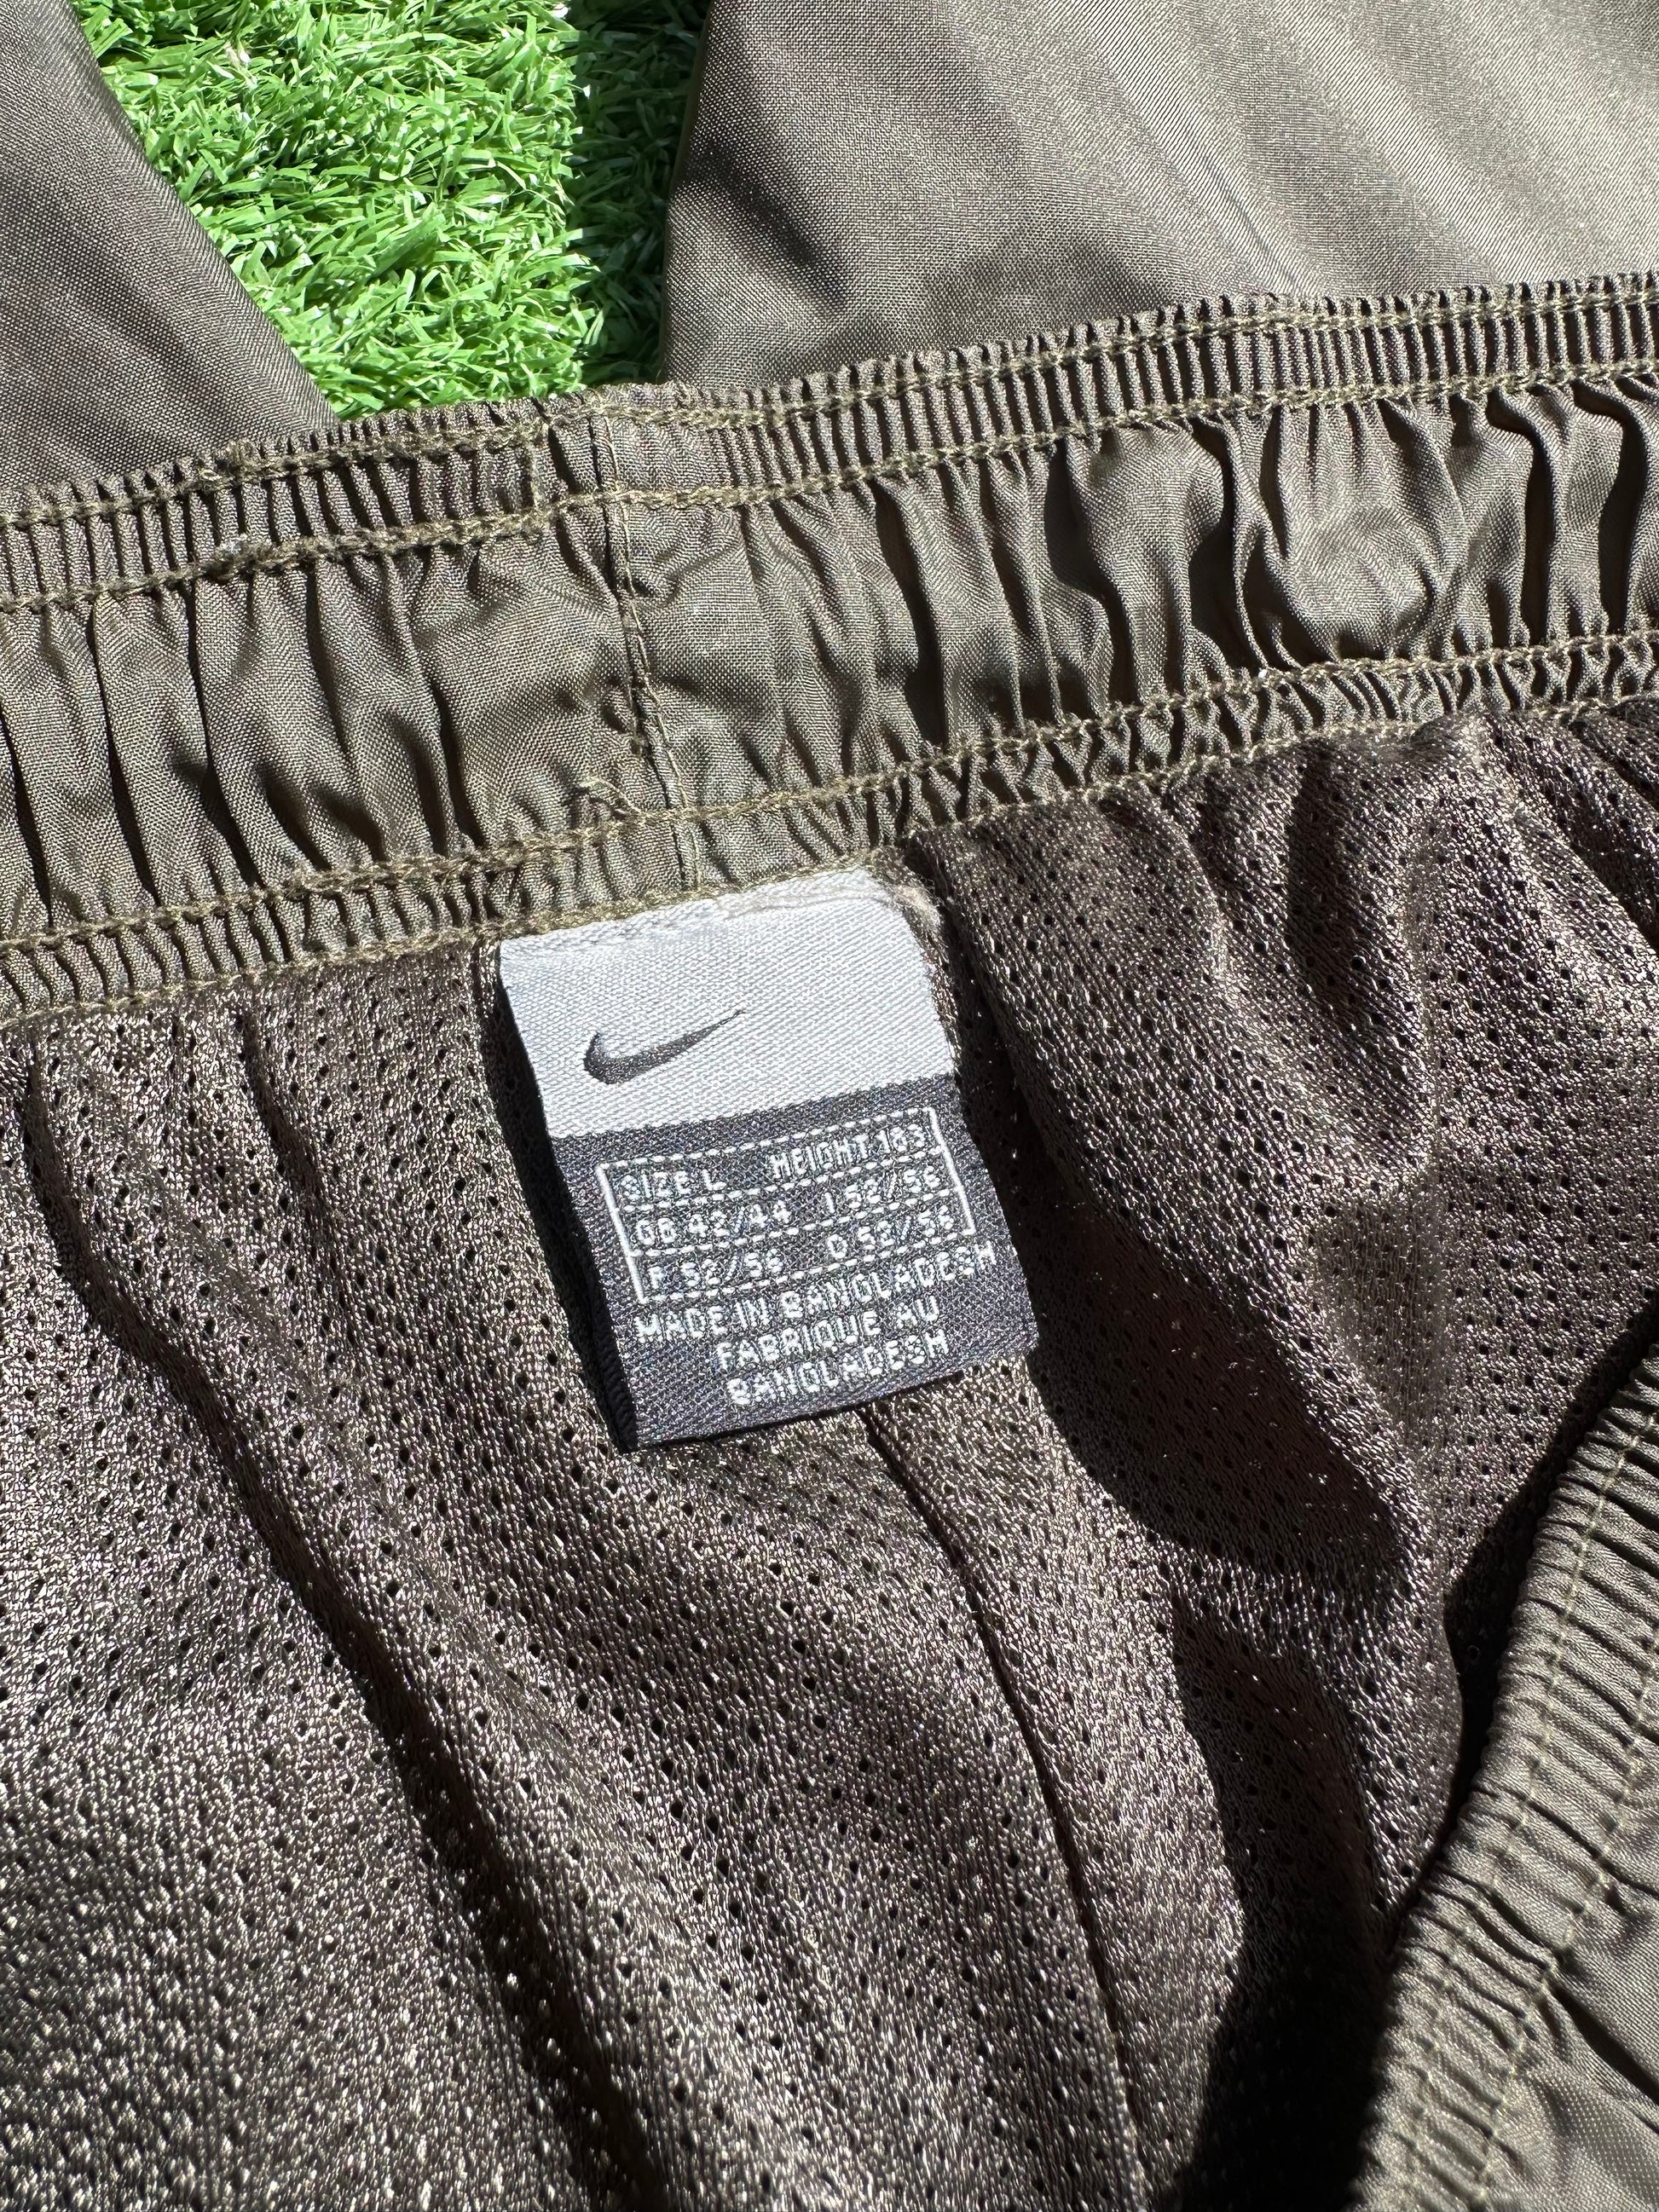 SIZE L HEIGHT 183
GB 42/44 I 52/56
F 52/56 D 52/56
MADE IN BANGLADESH
FABRIQUE AU
BANGLADESH